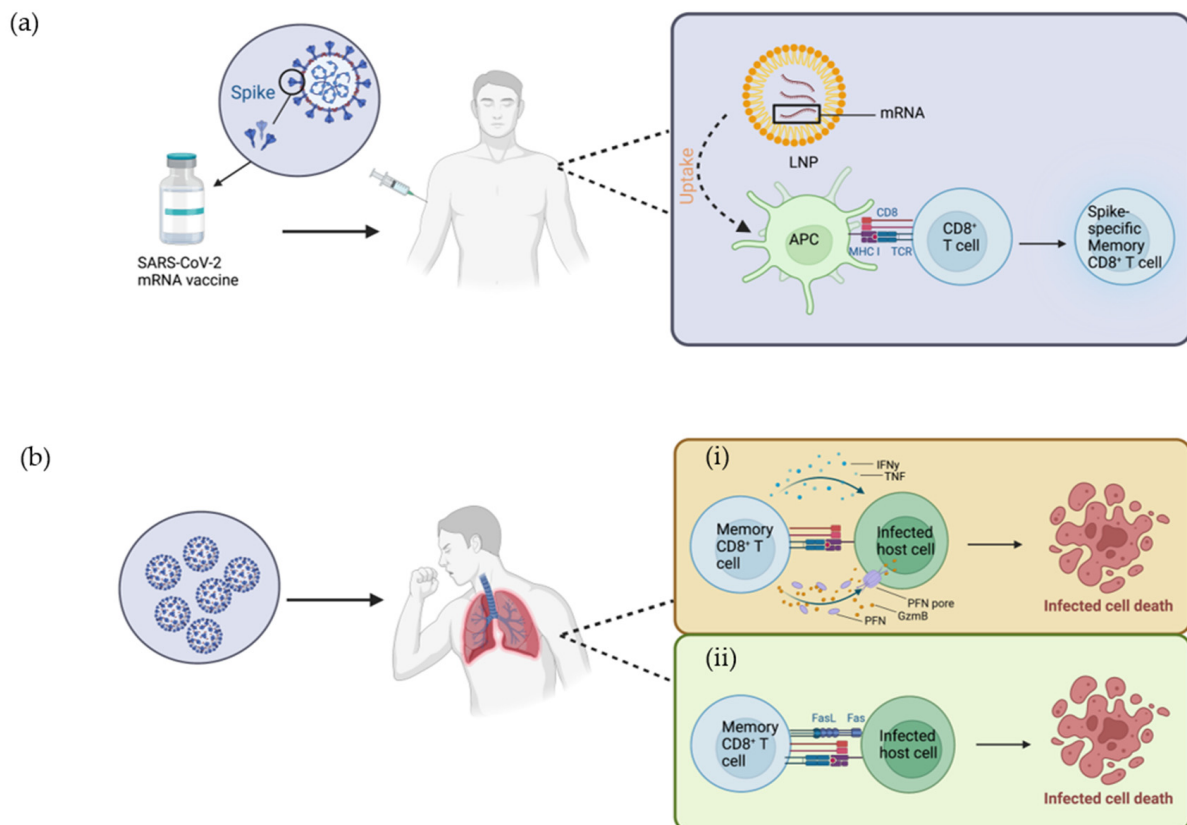 (a)
Spike
SARS-CoV-2
mRNA vaccine
mRNA
LNP
Uptake
APC
CD8
MHC I
TCR
CD8⁺
T cell
Spike-
specific
Memory
CD8⁺ T cell
(b)
(i)
IFNγ
TNF
Memory
CD8⁺ T
cell
Infected
host cell
PFN pore
GzmB
PFN
Infected cell death
(ii)
FasL
Fas
Memory
CD8⁺ T
cell
Infected
host cell
Infected cell death